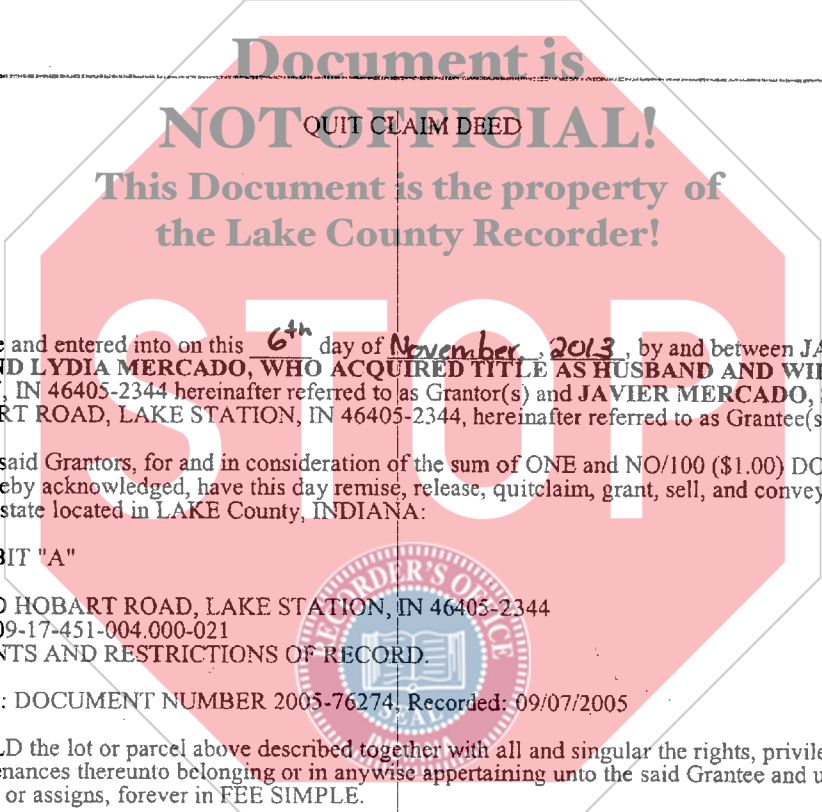 Document is
NOT OFFICIAL!
QUIT CLAIM DEED
This Document is the property of
the Lake County Recorder!
STOP
e and entered into on this 6th day of November, 2013, by and between JA
ND LYDIA MERCADO, WHO ACQUIRED TITLE AS HUSBAND AND WIF
, IN 46405-2344 hereinafter referred to as Grantor(s) and JAVIER MERCADO,
RT ROAD, LAKE STATION, IN 46405-2344, hereinafter referred to as Grantee(s
said Grantors, for and in consideration of the sum of ONE and NO/100 ($1.00) DO
eby acknowledged, have this day remise, release, quitclaim, grant, sell, and convey
state located in LAKE County, INDIANA:
BIT "A"
D HOBART ROAD, LAKE STATION, IN 46405-2344
09-17-451-004.000-021
NTS AND RESTRICTIONS OF RECORD.
: DOCUMENT NUMBER 2005-76274, Recorded: 09/07/2005
LD the lot or parcel above described together with all and singular the rights, privile
enances thereunto belonging or in anywise appertaining unto the said Grantee and u
or assigns, forever in FEE SIMPLE.
RECORDER'S OFFICE
SEAL